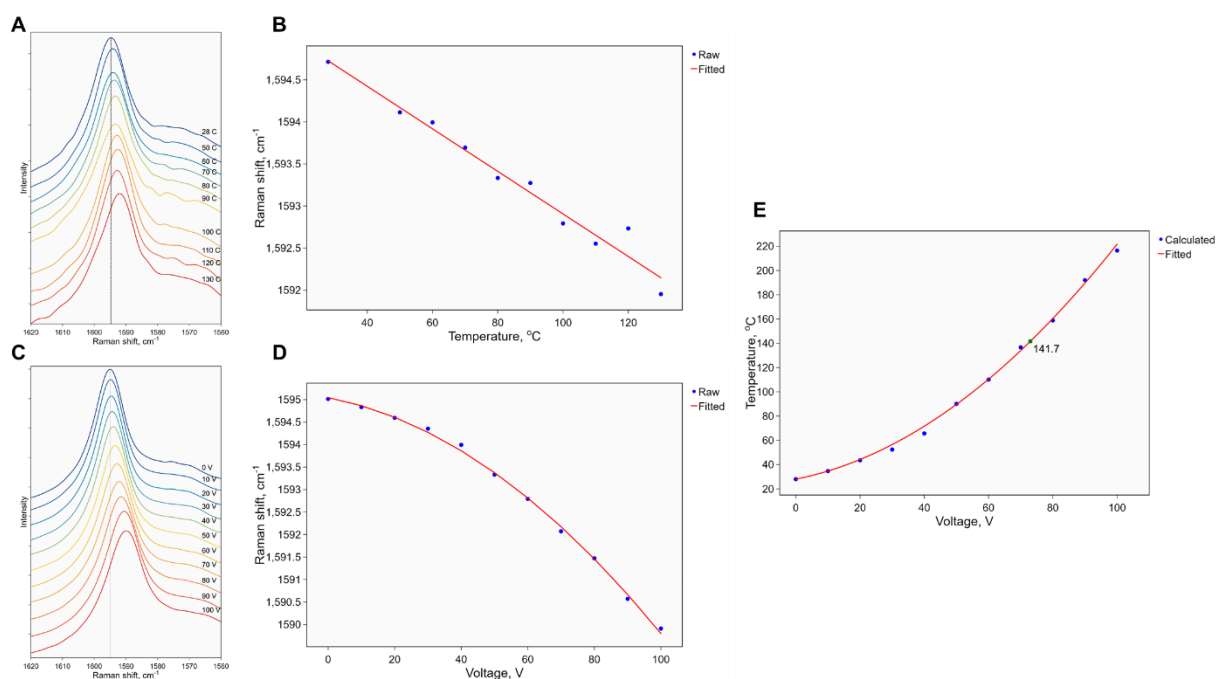 A
Intensity
28 C
50 C
60 C
70 C
80 C
90 C
100 C
110 C
120 C
130 C
1620
1610
1600
1590
1580
1570
1560
Raman shift, cm-1
B
Raw
Fitted
1,594.5
1594
1,593.5
1593
1,592.5
1592
Raman shift, cm-1
40
60
80
100
120
Temperature, ºC
C
Intensity
0 V
10 V
20 V
30 V
40 V
50 V
60 V
70 V
80 V
90 V
100 V
1620
1610
1600
1590
1580
1570
1560
Raman shift, cm-1
D
Raw
Fitted
1595
1,594.5
1594
1,593.5
1593
1,592.5
1592
1,591.5
1591
1,590.5
1590
Raman shift, cm-1
0
20
40
60
80
100
Voltage, V
E
Calculated
Fitted
220
200
180
160
140
120
100
80
60
40
20
Temperature, ºC
141.7
0
20
40
60
80
100
Voltage, V